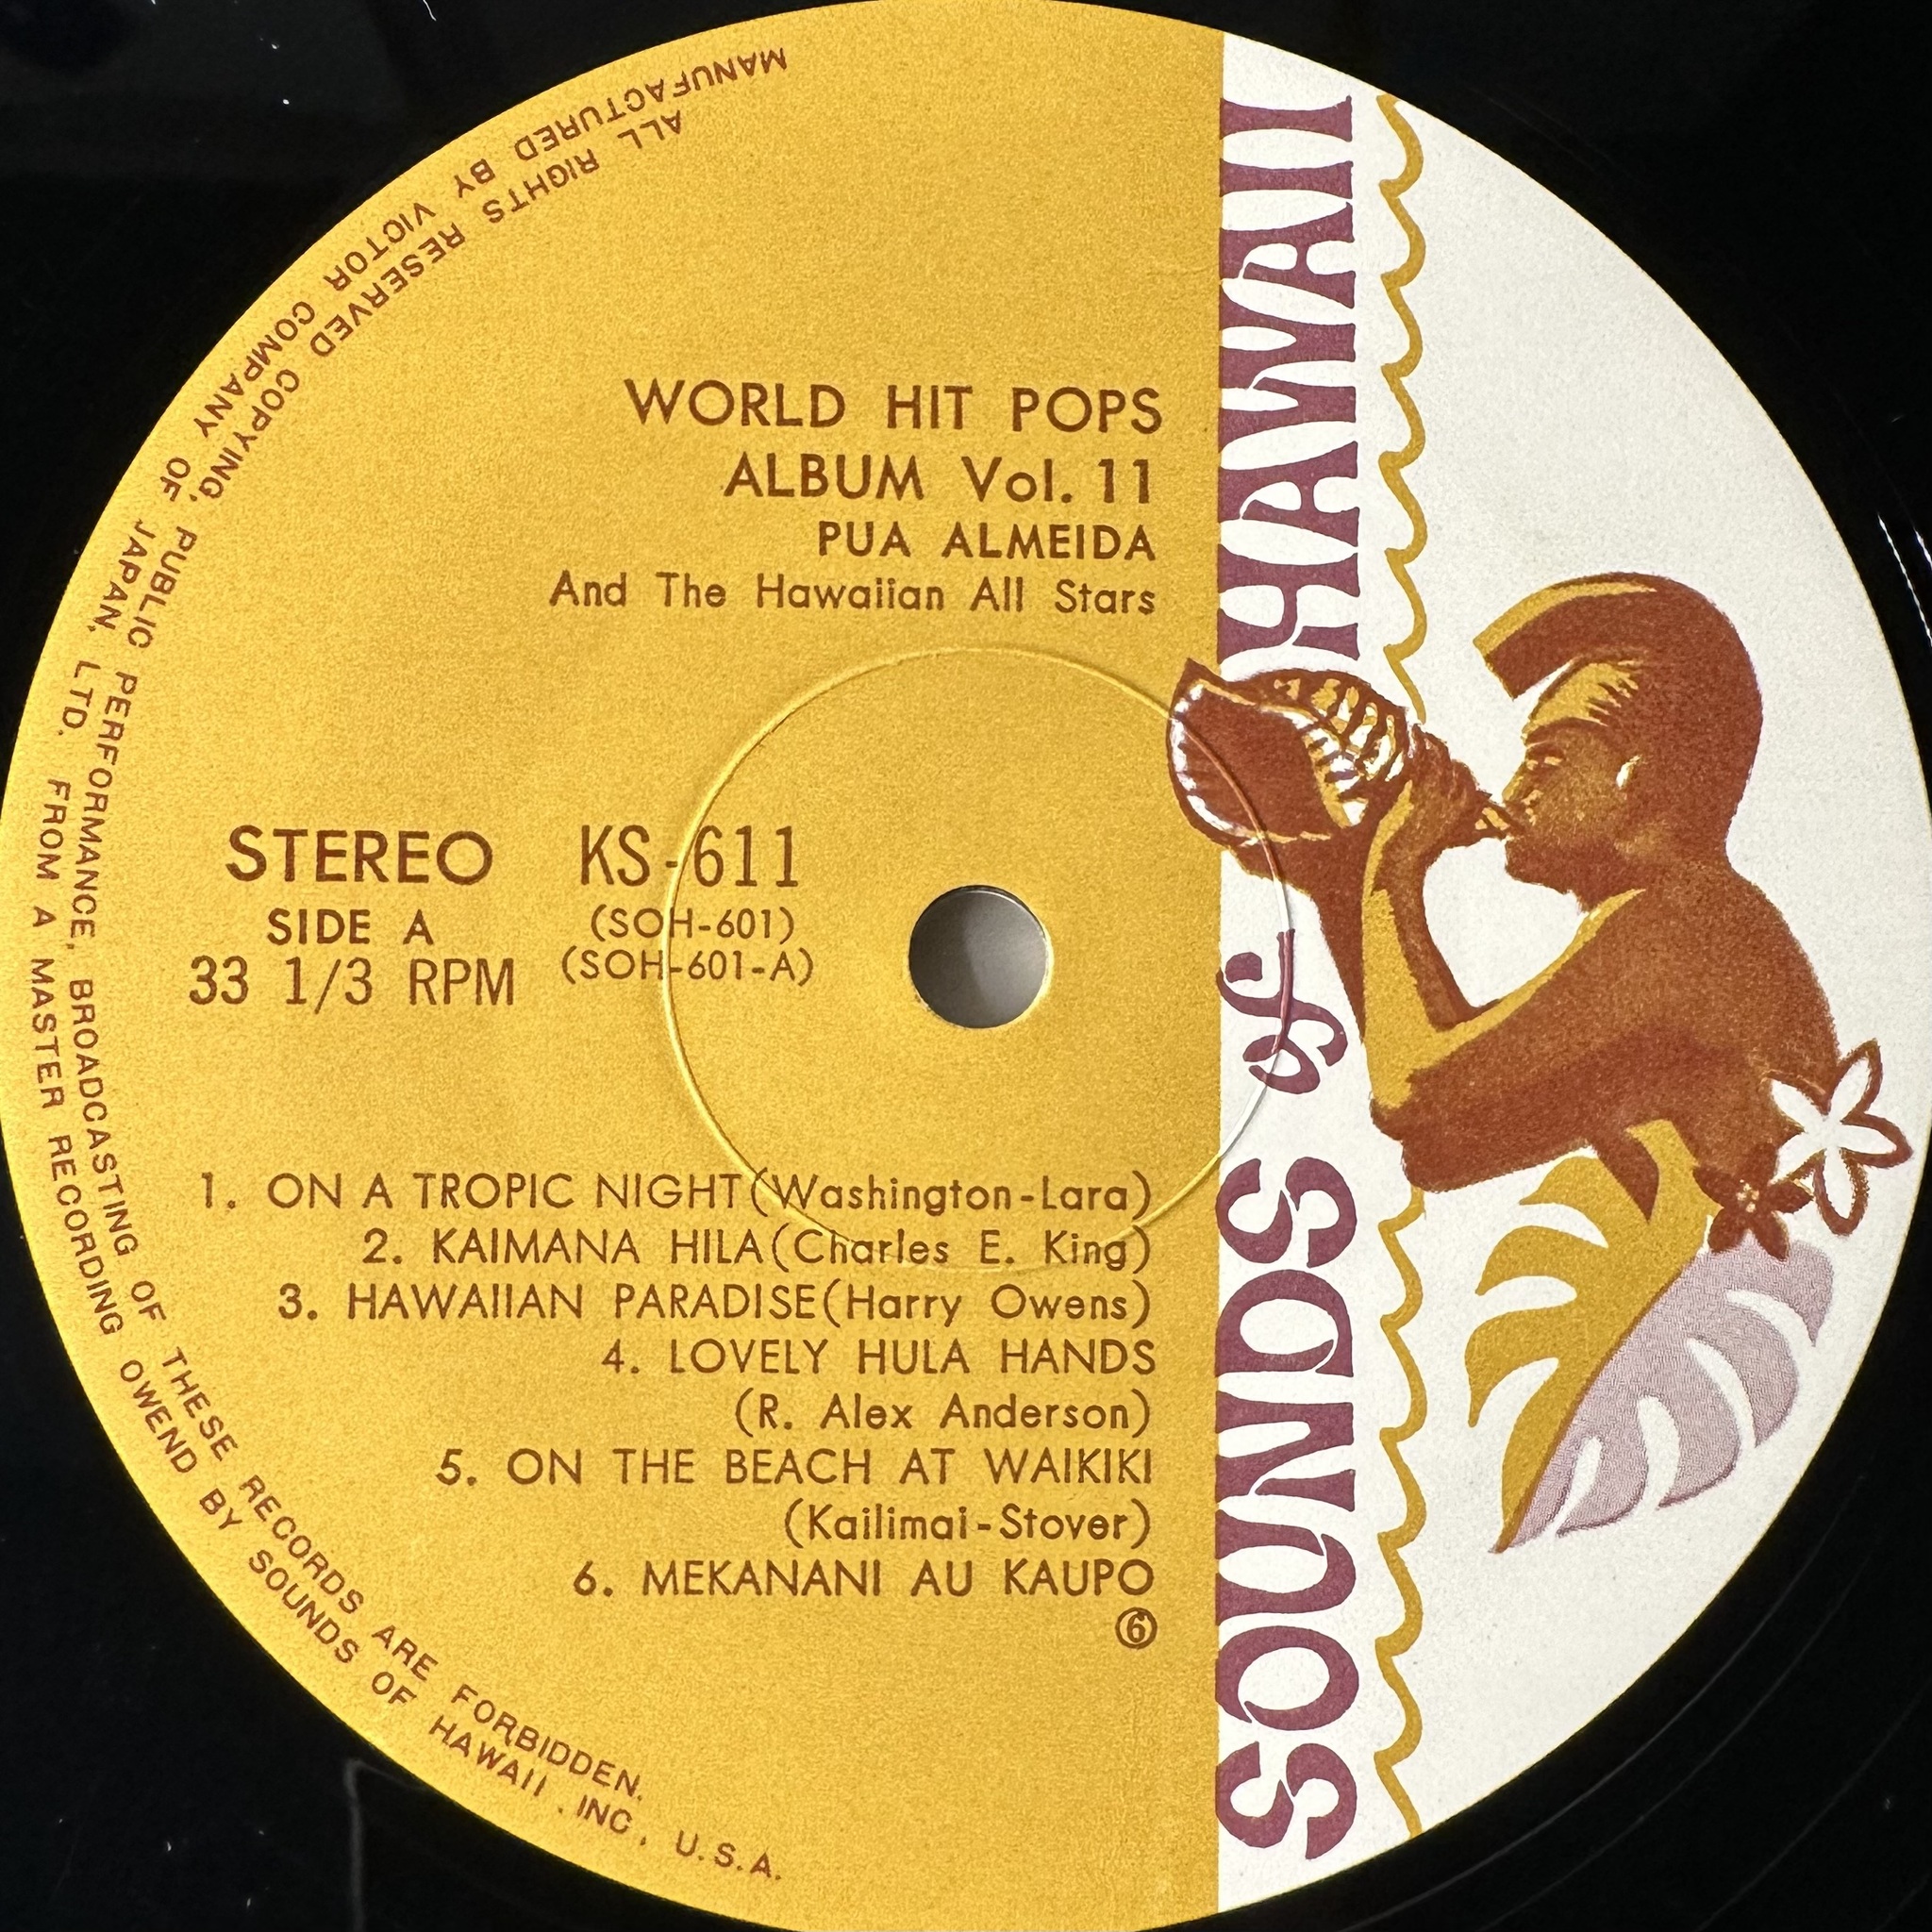 MANUFACTURED BY VICTOR COMPANY OF JAPAN, LTD. FROM A MASTER RECORDING OWEND BY SOUNDS OF HAWAII . INC, U.S.A.
ALL RIGHTS RESERVED COPYING, PUBLIC PERFORMANCE, BROADCASTING OF THESE RECORDS ARE FORBIDDEN.
WORLD HIT POPS
ALBUM Vol. 11
PUA ALMEIDA
And The Hawaiian All Stars
STEREO KS-611
SIDE A (SOH-601)
33 1/3 RPM (SOH-601-A)
1. ON A TROPIC NIGHT(Washington-Lara)
2. KAIMANA HILA(Charles E. King)
3. HAWAIIAN PARADISE(Harry Owens)
4. LOVELY HULA HANDS
(R. Alex Anderson)
5. ON THE BEACH AT WAIKIKI
(Kailimai-Stover)
6. MEKANANI AU KAUPO
⑥
SOUNDS of HAWAII